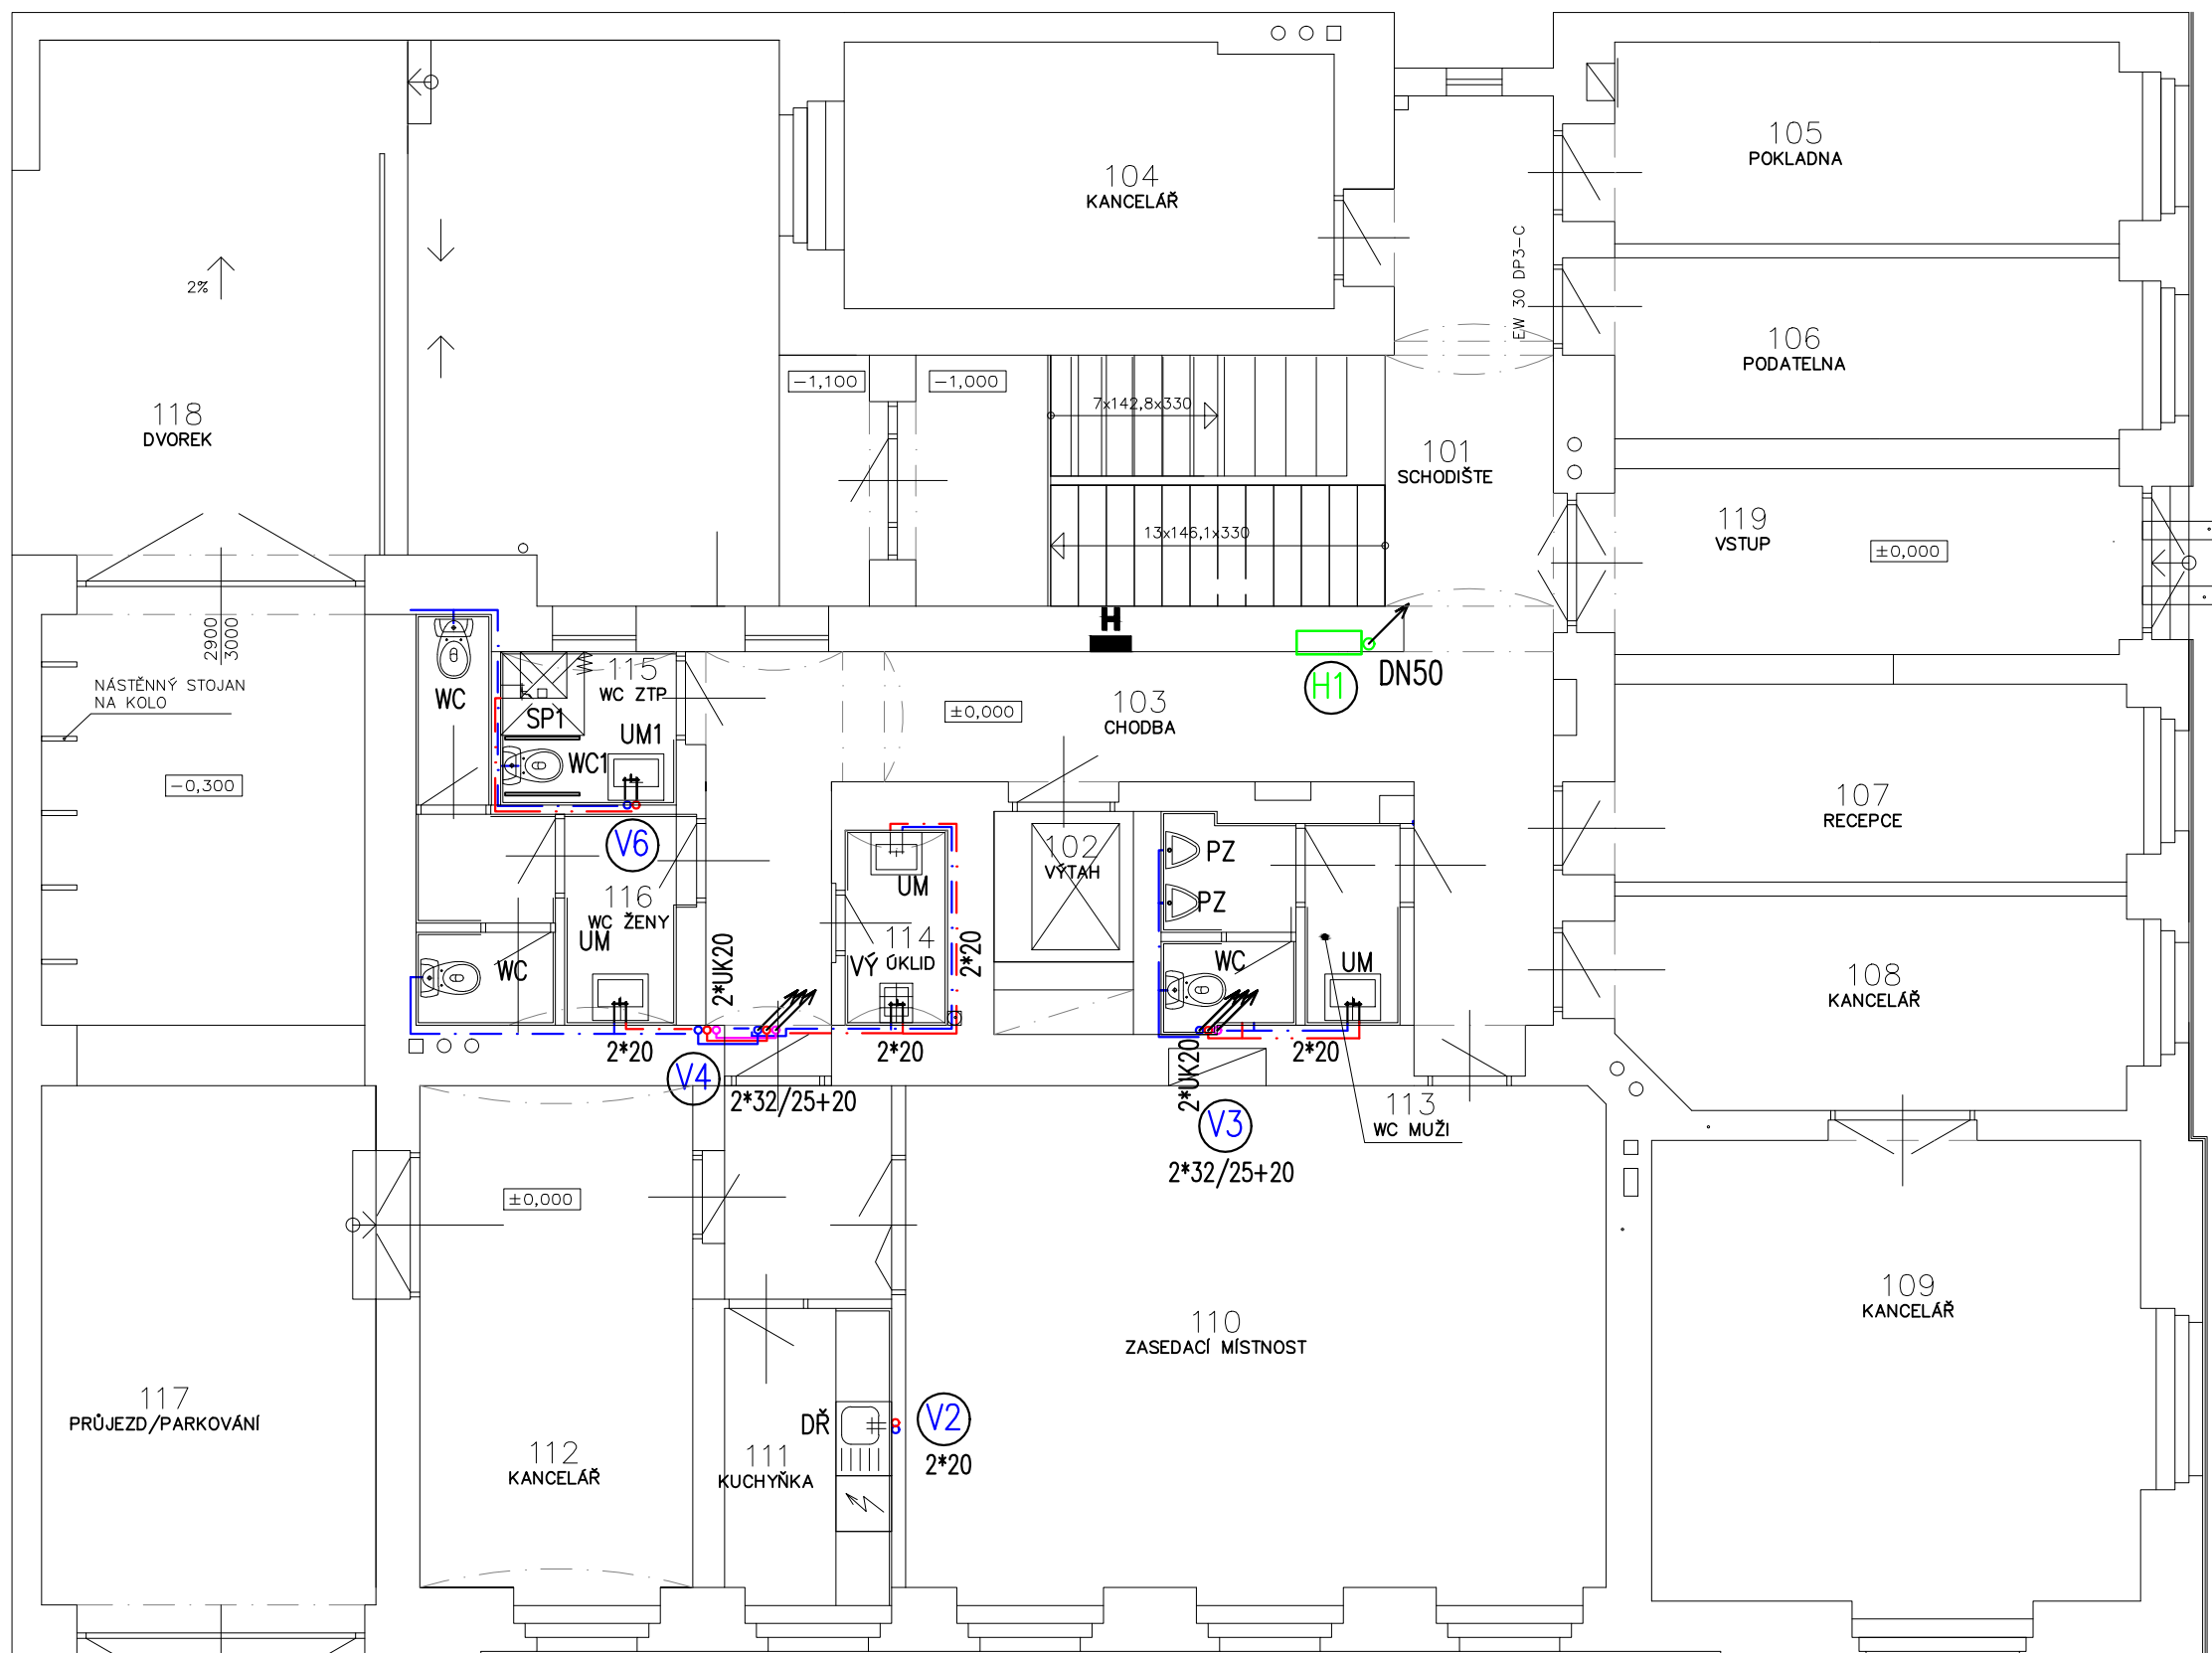 105
POKLADNA
104
KANCELÁŘ
EW 30 DP3-C
2%
106
PODATELNA
-1,100
-1,000
7x142,8x330
118
DVOREK
101
SCHODIŠTE
119
VSTUP
±0,000
13x146,1x330
H
2900
3000
NÁSTĚNNÝ STOJAN
NA KOLO
WC
115
WC ZTP
SP1
UM1
WC1
H1
DN50
±0,000
103
CHODBA
-0,300
107
RECEPCE
V6
102
VÝTAH
PZ
PZ
UM
116
WC ŽENY
UM
WC
2*UK20
114
ÚKLID
VÝ
2*20
WC
UM
108
KANCELÁŘ
2*20
2*20
2*20
V4
2*32/25+20
2*UK20
V3
2*32/25+20
113
WC MUŽI
±0,000
109
KANCELÁŘ
110
ZASEDACÍ MÍSTNOST
117
PRŮJEZD/PARKOVÁNÍ
DŘ
V2
2*20
112
KANCELÁŘ
111
KUCHYŇKA